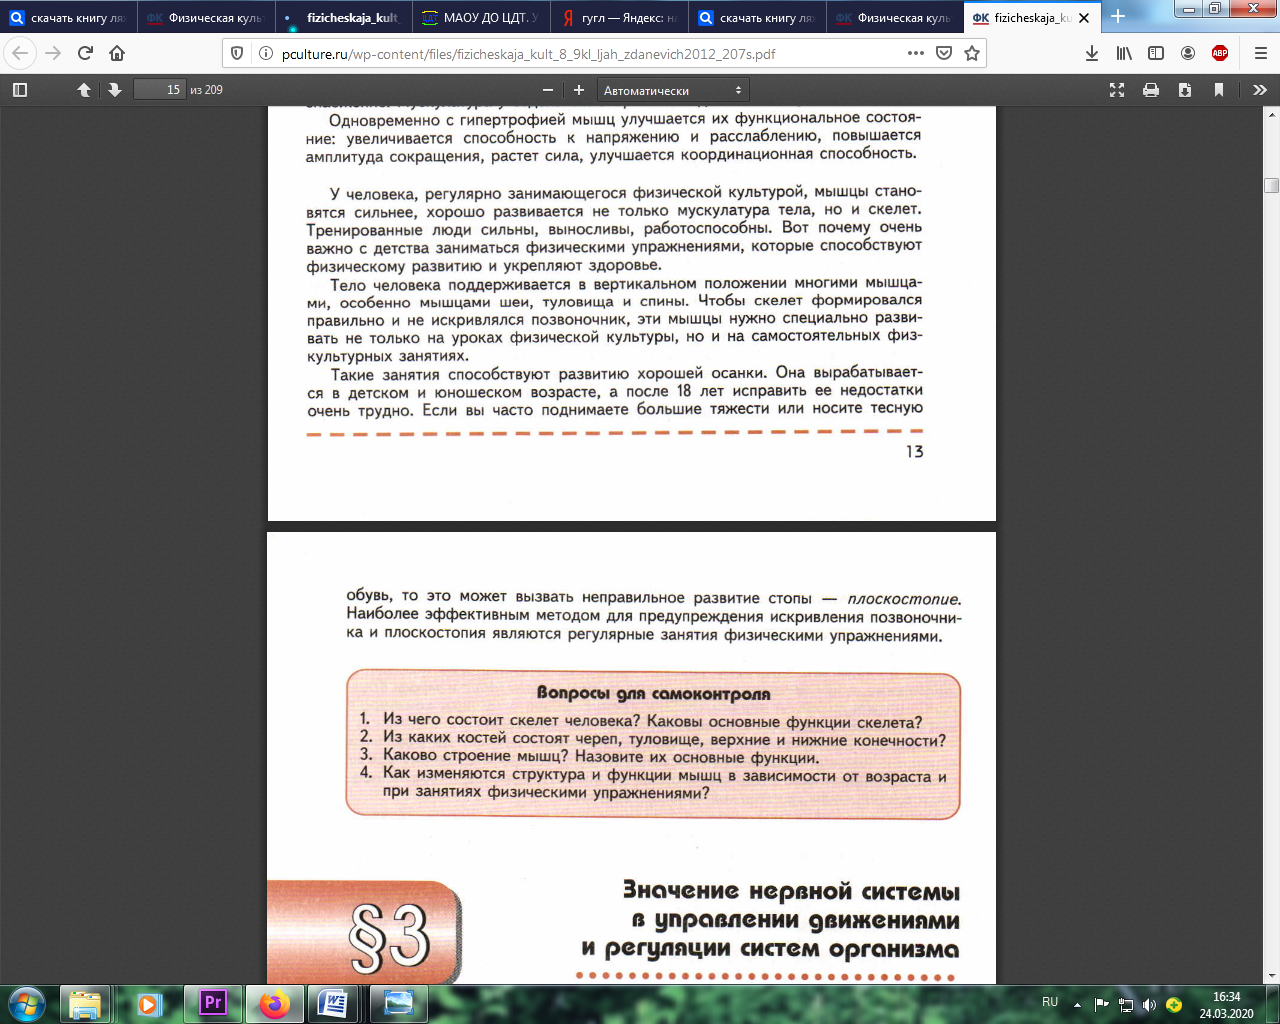 скачать книгу лях
Физическая куль
fizicheskaja_kult_
МАОУ ДО ЦДТ. У
гугл — Яндекс: на
скачать книгу лях
Физическая куль
fizicheskaja_ku
pculture.ru/wp-content/files/fizicheskaja_kult_8_9kl_ljah_zdanevich2012_207s.pdf
ABP
15 из 209
Автоматически
Одновременно с гипертрофией мышц улучшается их функциональное состоя-
ние: увеличивается способность к напряжению и расслаблению, повышается
амплитуда сокращения, растет сила, улучшается координационная способность.
У человека, регулярно занимающегося физической культурой, мышцы стано-
вятся сильнее, хорошо развивается не только мускулатура тела, но и скелет.
Тренированные люди сильны, выносливы, работоспособны. Вот почему очень
важно с детства заниматься физическими упражнениями, которые способствуют
физическому развитию и укрепляют здоровье.
Тело человека поддерживается в вертикальном положении многими мышца-
ми, особенно мышцами шеи, туловища и спины. Чтобы скелет формировался
правильно и не искривлялся позвоночник, эти мышцы нужно специально разви-
вать не только на уроках физической культуры, но и на самостоятельных физ-
культурных занятиях.
Такие занятия способствуют развитию хорошей осанки. Она вырабатывает-
ся в детском и юношеском возрасте, а после 18 лет исправить ее недостатки
очень трудно. Если вы часто поднимаете большие тяжести или носите тесную
13
обувь, то это может вызвать неправильное развитие стопы — плоскостопие.
Наиболее эффективным методом для предупреждения искривления позвоночни-
ка и плоскостопия являются регулярные занятия физическими упражнениями.
Вопросы для самоконтроля
1. Из чего состоит скелет человека? Каковы основные функции скелета?
2. Из каких костей состоят череп, туловище, верхние и нижние конечности?
3. Каково строение мышц? Назовите их основные функции.
4. Как изменяются структура и функции мышц в зависимости от возраста и
при занятиях физическими упражнениями?
§3
Значение нервной системы
в управлении движениями
и регуляции систем организма
Pr
RU
16:34
24.03.2020